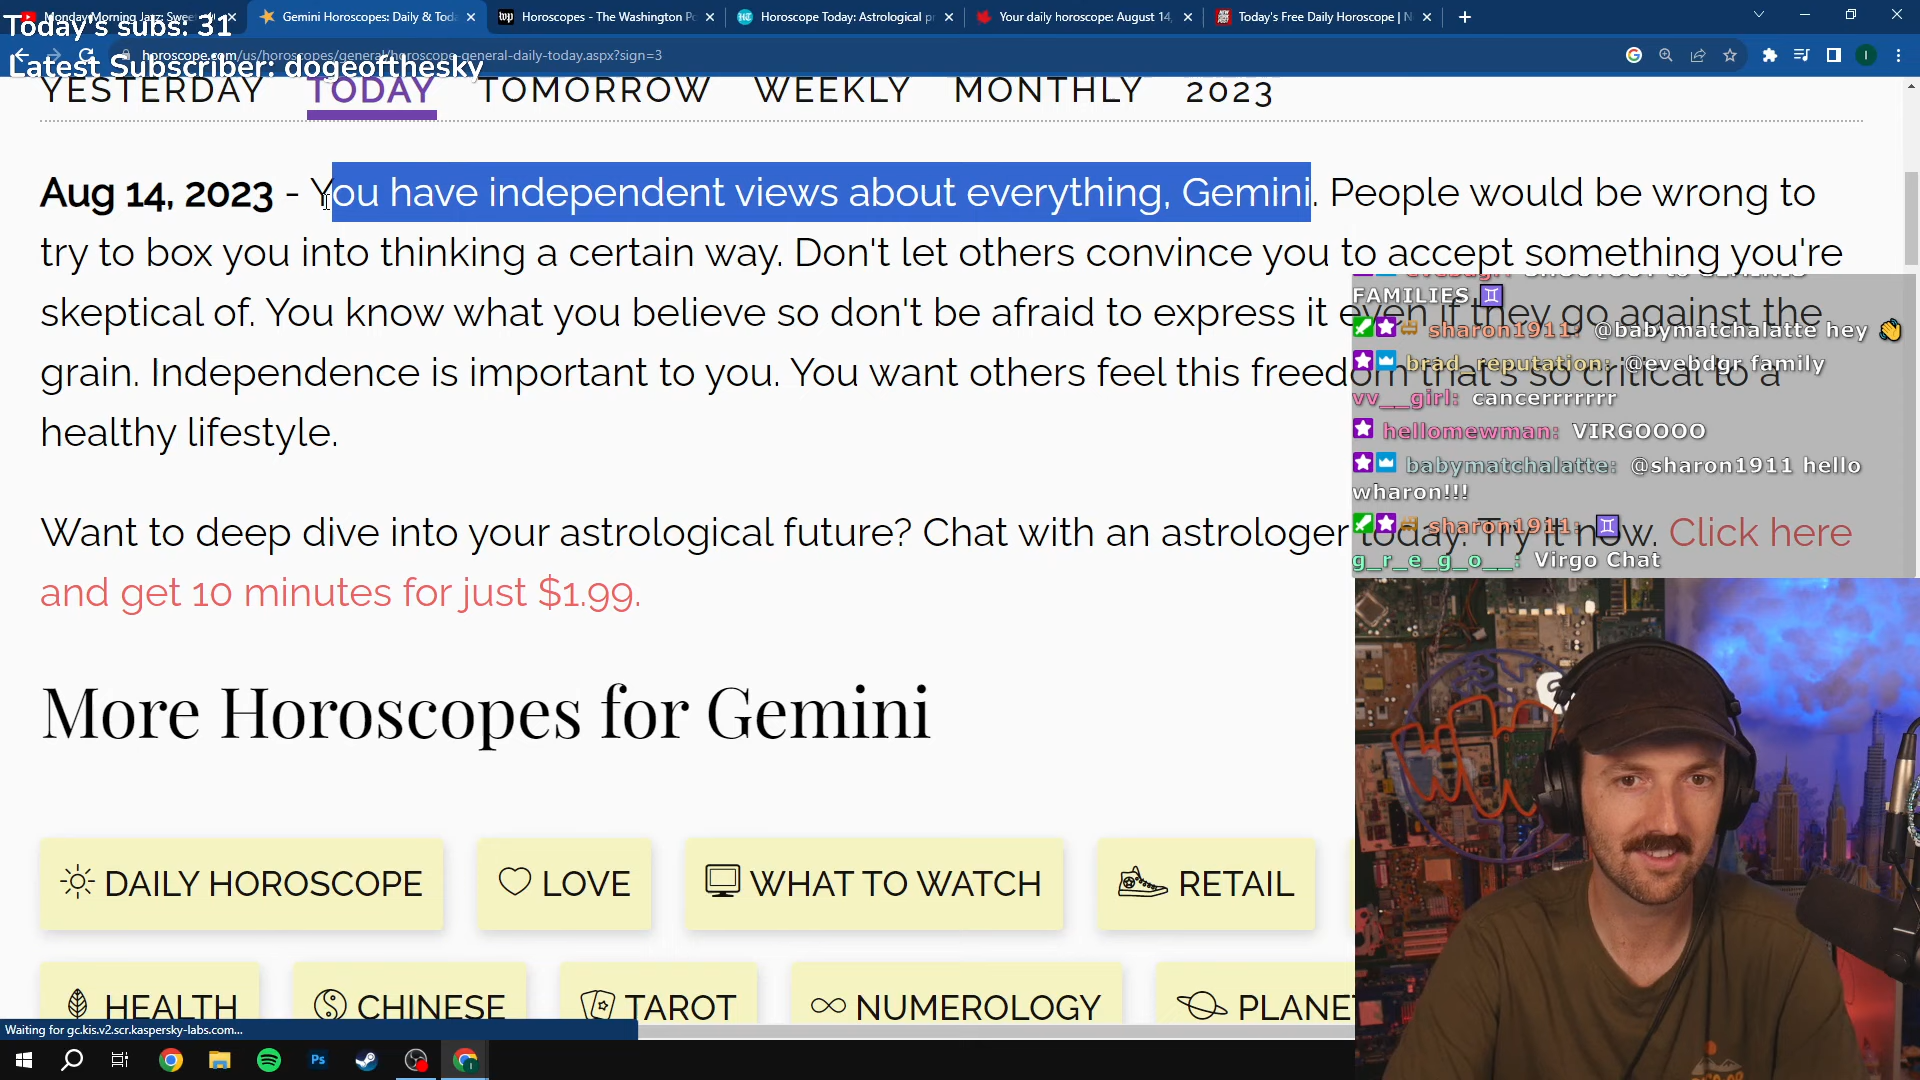 Today's subs: 31
Latest Subscriber: dogeofthesky
Monday Morning Jazz: Swee
Gemini Horoscopes: Daily & Toda
Horoscopes - The Washington Po
Horoscope Today: Astrological pr
Your daily horoscope: August 14,
Today's Free Daily Horoscope | N
horoscope.com/us/horoscopes/general/horoscope-general-daily-today.aspx?sign=3
YESTERDAY TODAY TOMORROW WEEKLY MONTHLY 2023
Aug 14, 2023 - You have independent views about everything, Gemini. People would be wrong to
try to box you into thinking a certain way. Don't let others convince you to accept something you're
skeptical of. You know what you believe so don't be afraid to express it even if they go against the
grain. Independence is important to you. You want others feel this freedom that's so critical to a
healthy lifestyle.
Want to deep dive into your astrological future? Chat with an astrologer today. Try it now. Click here
and get 10 minutes for just $1.99.
FAMILIES
sharon1911: @babymatchalatte hey
brad_reputation: @evebdgr family
vv__girl: cancerrrrrrr
hellomewman: VIRGOOOO
babymatchalatte: @sharon1911 hello
wharon!!!
sharon1911:
g_r_e_g_o__: Virgo Chat
More Horoscopes for Gemini
DAILY HOROSCOPE
LOVE
WHAT TO WATCH
RETAIL
HEALTH
CHINESE
TAROT
NUMEROLOGY
PLANE
Waiting for gc.kis.v2.scr.kaspersky-labs.com...
Ps